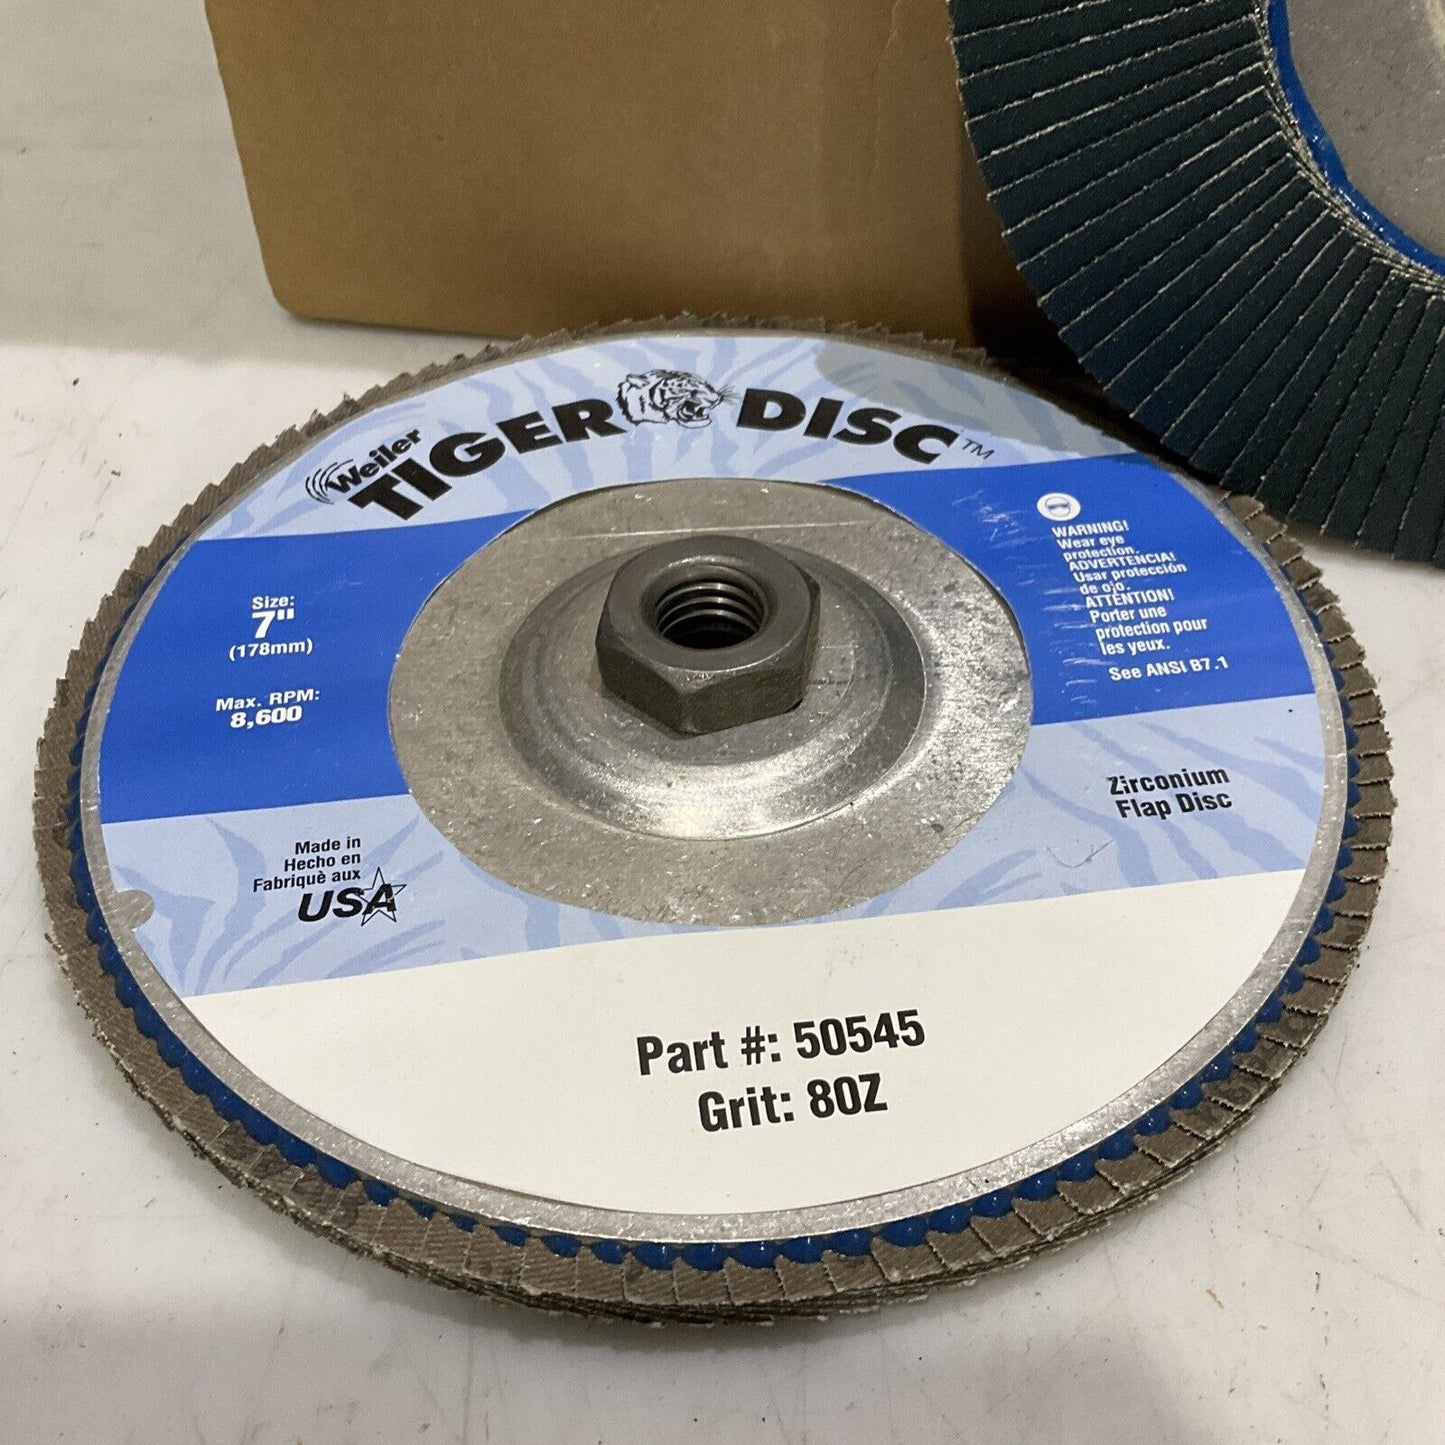 Weiler
TIGER DISC™
Size:
7"
(178mm)
Max. RPM:
8,600
WARNING!
Wear eye
protection.
ADVERTENCIA!
Usar protección
de ojo.
ATTENTION!
Porter une
protection pour
les yeux.
See ANSI B7.1
Zirconium
Flap Disc
Made in
Hecho en
Fabriquè aux
USA
Part #: 50545
Grit: 80Z